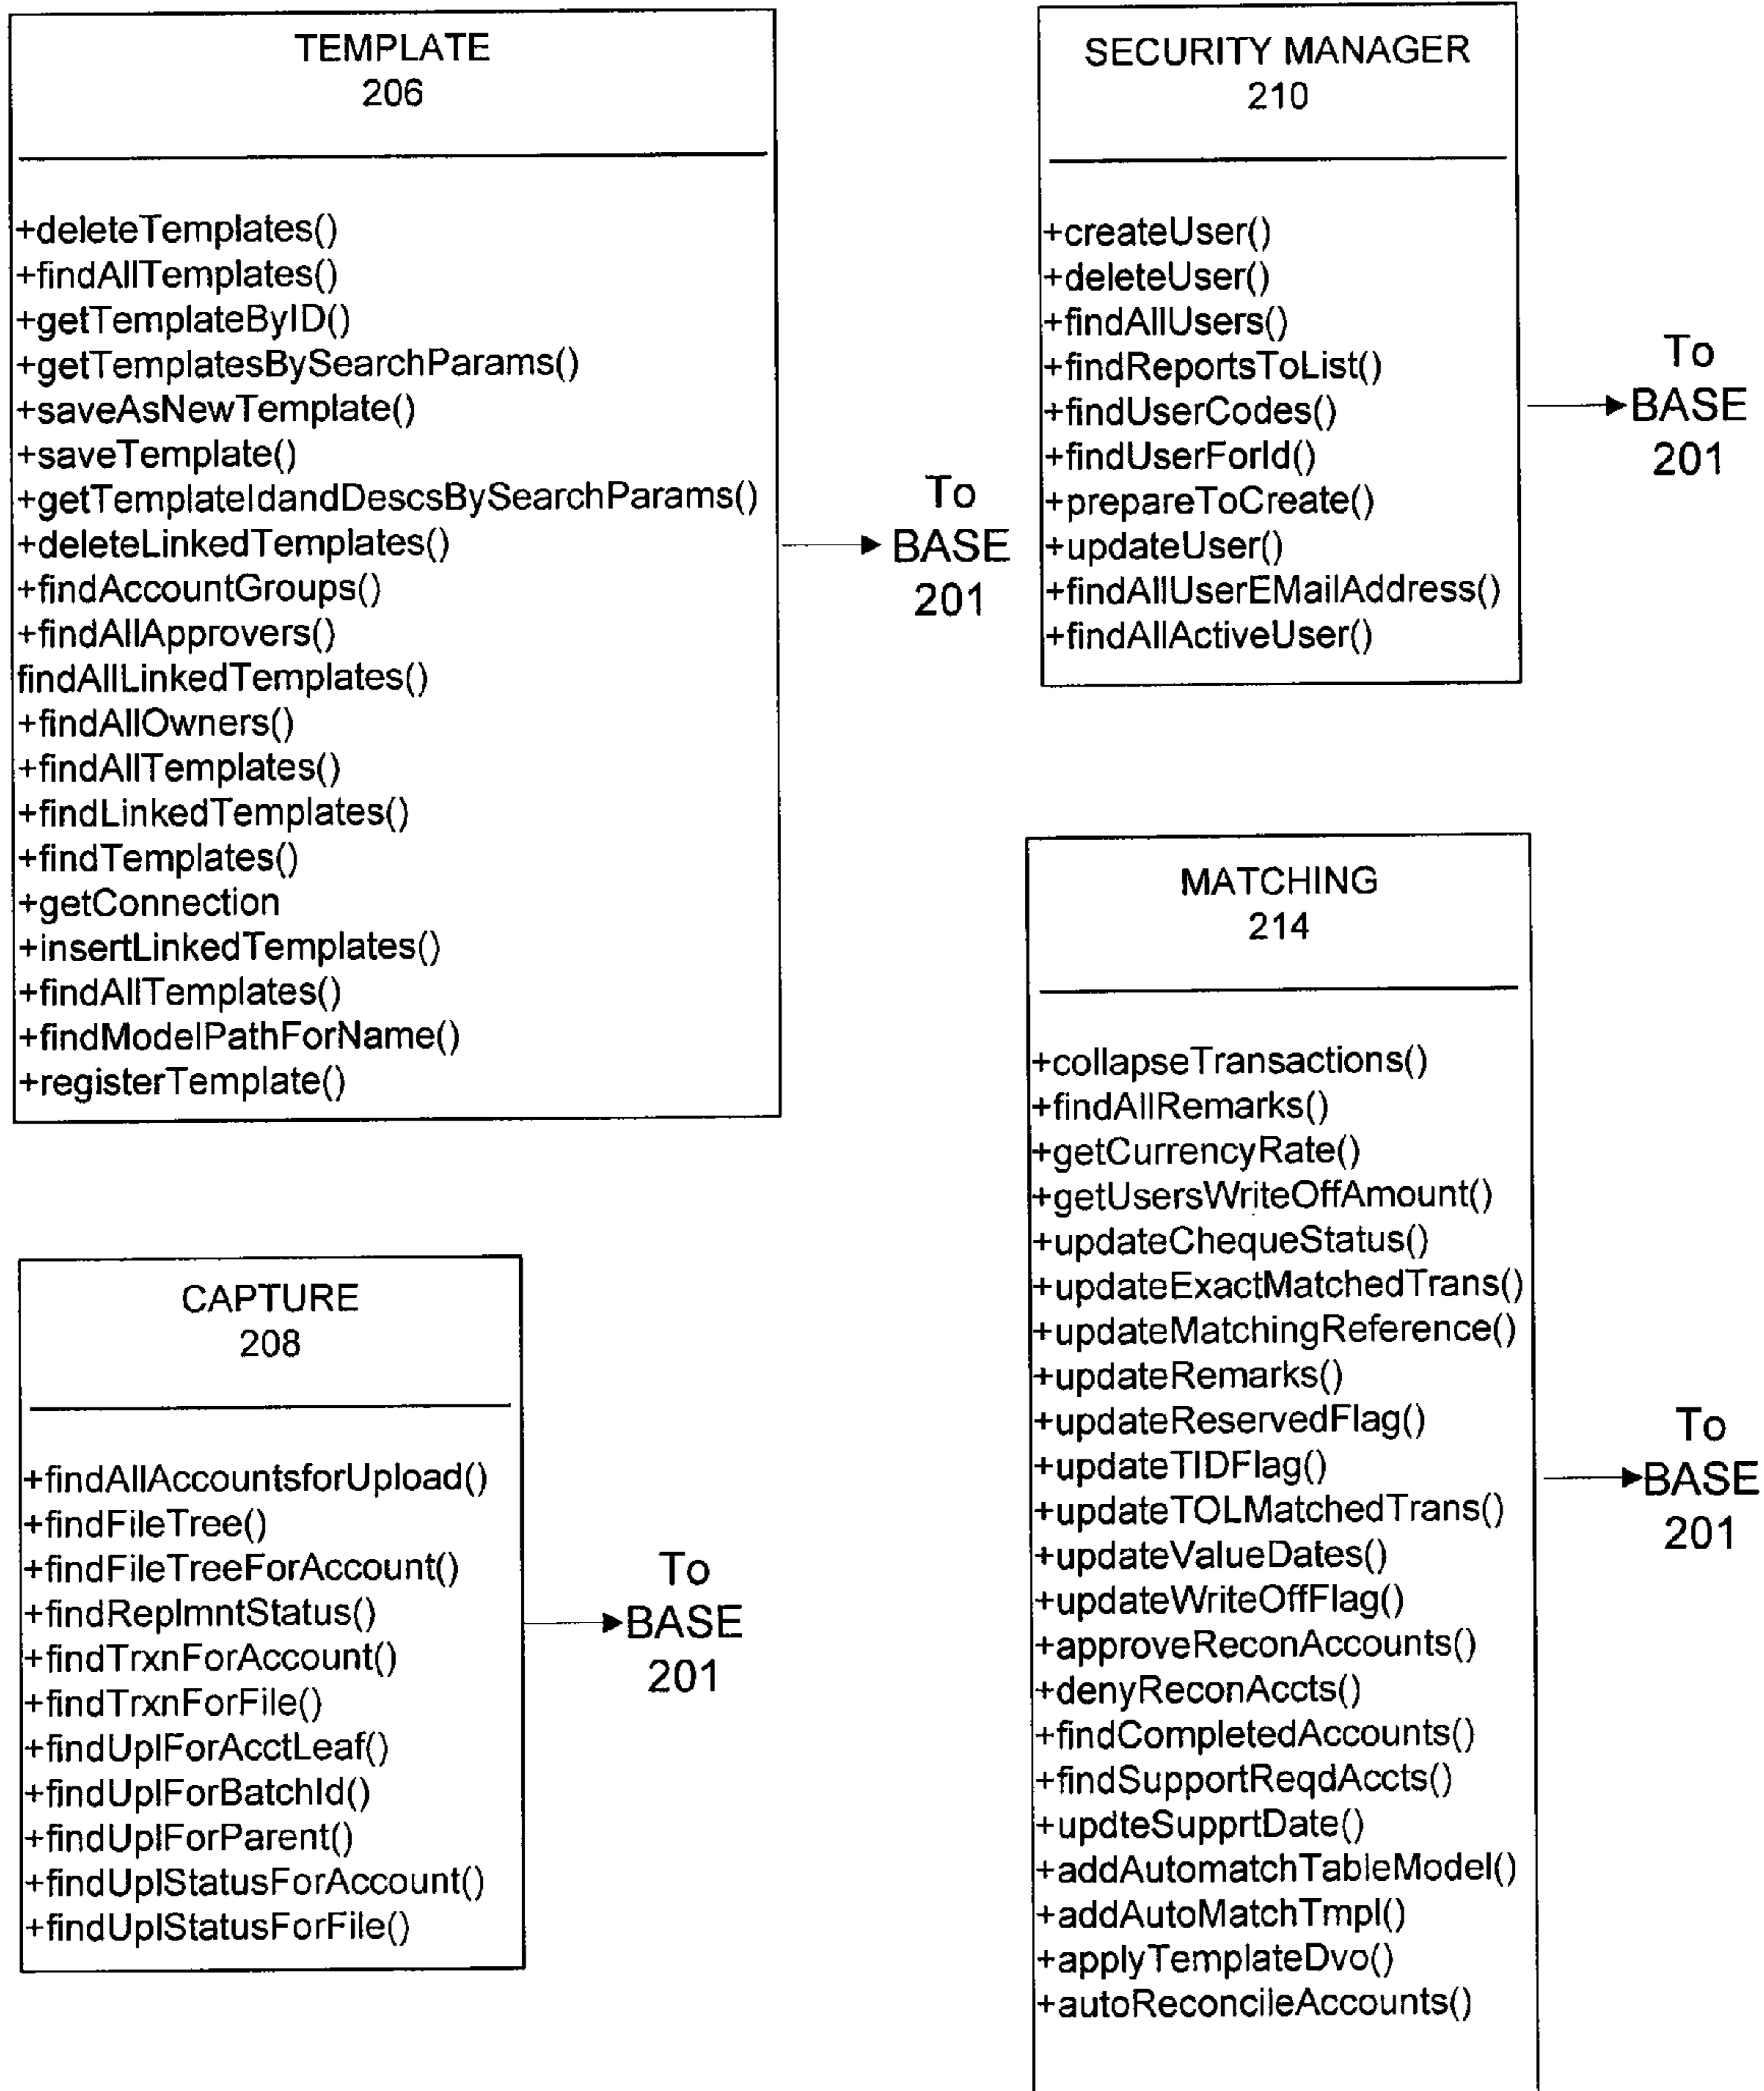 TEMPLATE
206
+deleteTemplates()
+findAllTemplates()
+getTemplateByID()
+getTemplatesBySearchParams()
+saveAsNewTemplate()
+saveTemplate()
+getTemplateIdandDescsBySearchParams()
+deleteLinkedTemplates()
+findAccountGroups()
+findAllApprovers()
findAllLinkedTemplates()
+findAllOwners()
+findAllTemplates()
+findLinkedTemplates()
+findTemplates()
+getConnection
+insertLinkedTemplates()
+findAllTemplates()
+findModelPathForName()
+registerTemplate()
To
BASE
201
SECURITY MANAGER
210
+createUser()
+deleteUser()
+findAllUsers()
+findReportsToList()
+findUserCodes()
+findUserForId()
+prepareToCreate()
+updateUser()
+findAllUserEMailAddress()
+findAllActiveUser()
To
BASE
201
CAPTURE
208
+findAllAccountsforUpload()
+findFileTree()
+findFileTreeForAccount()
+findReplmntStatus()
+findTrxnForAccount()
+findTrxnForFile()
+findUplForAcctLeaf()
+findUplForBatchId()
+findUplForParent()
+findUplStatusForAccount()
+findUplStatusForFile()
To
BASE
201
MATCHING
214
+collapseTransactions()
+findAllRemarks()
+getCurrencyRate()
+getUsersWriteOffAmount()
+updateChequeStatus()
+updateExactMatchedTrans()
+updateMatchingReference()
+updateRemarks()
+updateReservedFlag()
+updateTIDFlag()
+updateTOLMatchedTrans()
+updateValueDates()
+updateWriteOffFlag()
+approveReconAccounts()
+denyReconAccts()
+findCompletedAccounts()
+findSupportReqdAccts()
+updteSupprtDate()
+addAutomatchTableModel()
+addAutoMatchTmpl()
+applyTemplateDvo()
+autoReconcileAccounts()
To
BASE
201